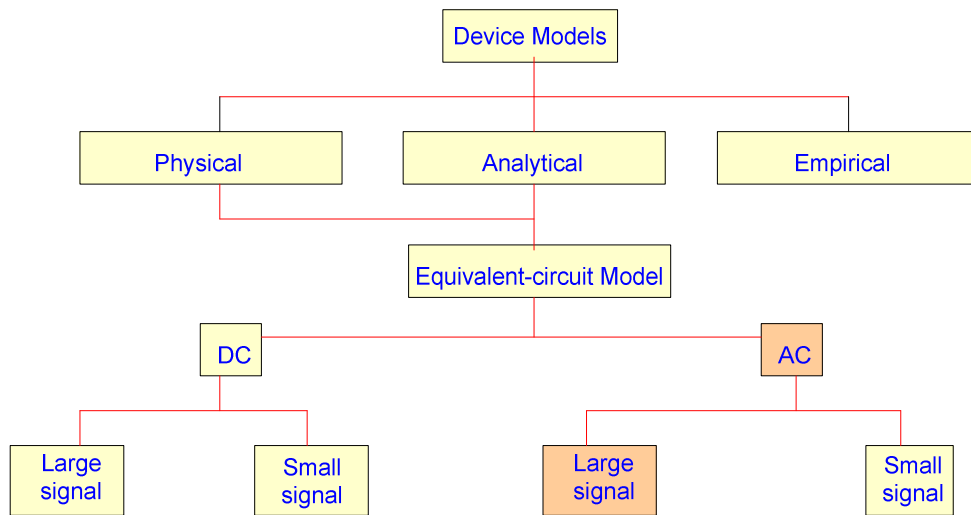 Device Models
Physical
Analytical
Empirical
Equivalent-circuit Model
DC
AC
Large
signal
Small
signal
Large
signal
Small
signal